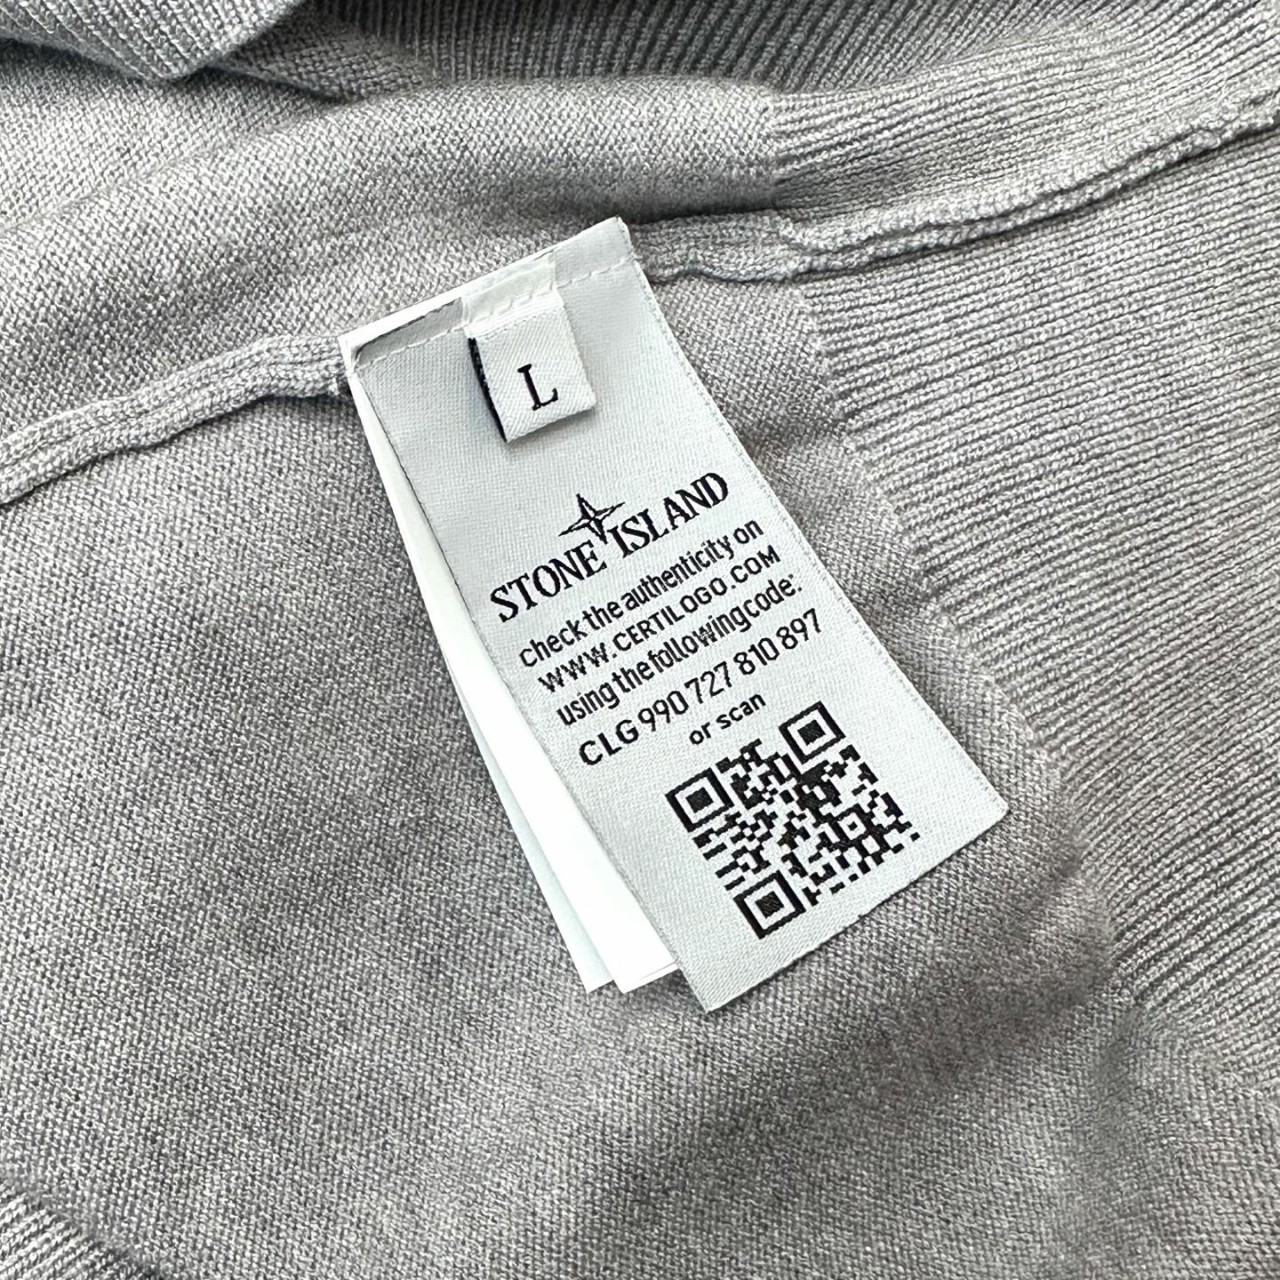 L
STONE ISLAND
check the authenticity on
WWW.CERTILOGO.COM
using the following code:
CLG 990 727 810 897
or scan